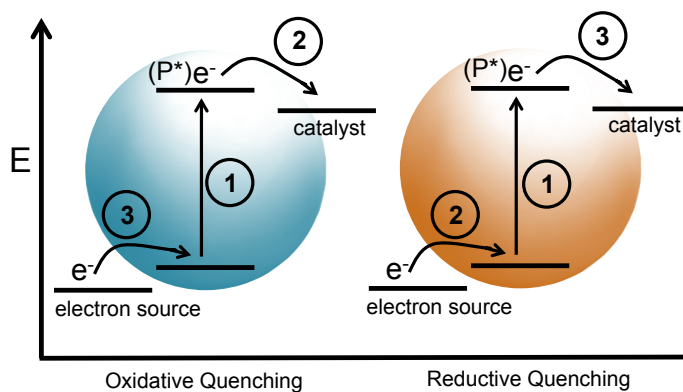 E
2
(P*)e-
catalyst
1
3
e-
electron source
Oxidative Quenching
3
(P*)e-
catalyst
1
2
e-
electron source
Reductive Quenching